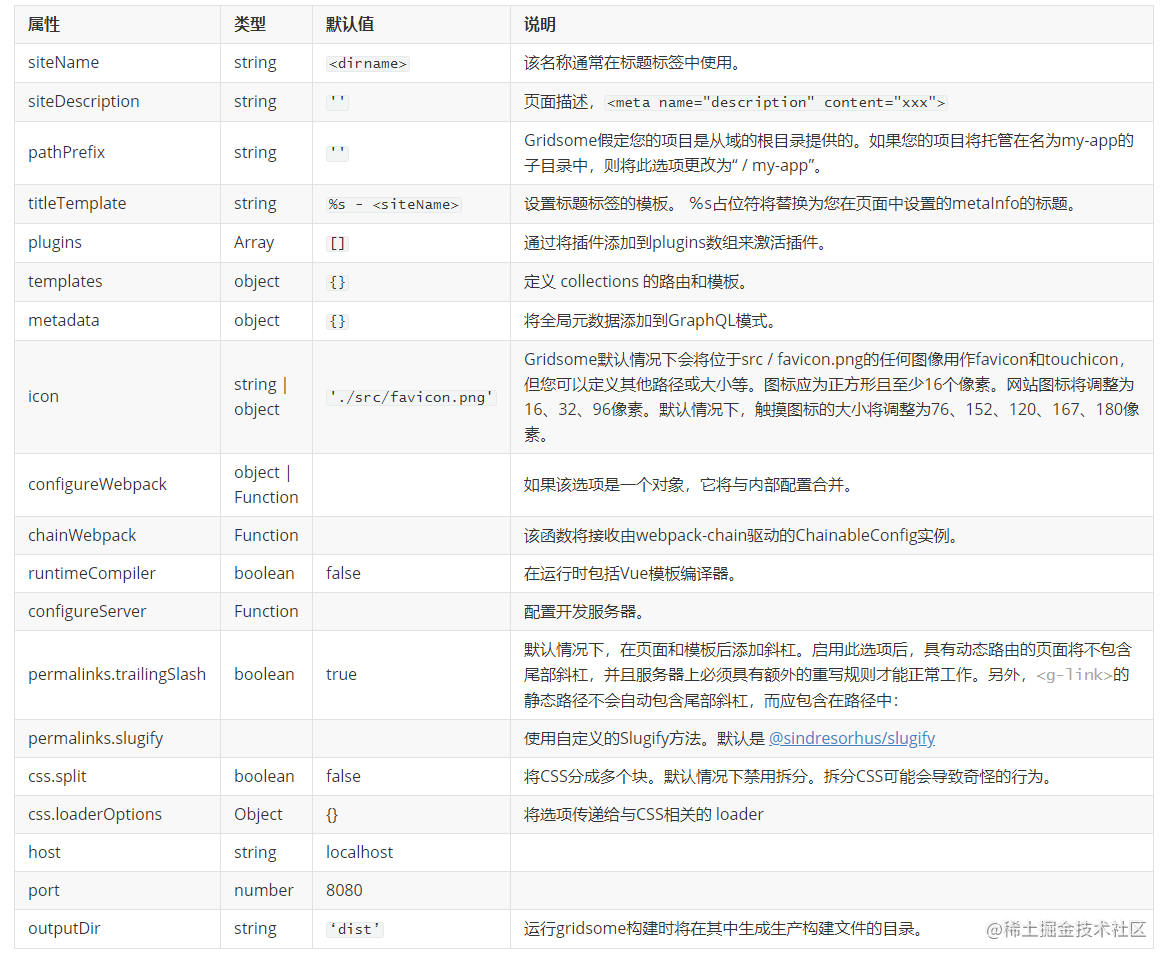 属性 类型 默认值 说明
siteName string <dirname> 该名称通常在标题标签中使用。
siteDescription string '' 页面描述，<meta name="description" content="xxx">
pathPrefix string '' Gridsome假定您的项目是从域的根目录提供的。如果您的项目将托管在名为my-app的
子目录中，则将此选项更改为“ / my-app”。
titleTemplate string %s - <siteName> 设置标题标签的模板。 %s占位符将替换为您在页面中设置的metaInfo的标题。
plugins Array [] 通过将插件添加到plugins数组来激活插件。
templates object {} 定义 collections 的路由和模板。
metadata object {} 将全局元数据添加到GraphQL模式。
icon string | object './src/favicon.png' Gridsome默认情况下会将位于src / favicon.png的任何图像用作favicon和touchicon，
但您可以定义其他路径或大小等。图标应为正方形且至少16个像素。网站图标将调整为
16、32、96像素。默认情况下，触摸图标的大小将调整为76、152、120、167、180像
素。
configureWebpack object | Function 如果该选项是一个对象，它将与内部配置合并。
chainWebpack Function 该函数将接收由webpack-chain驱动的ChainableConfig实例。
runtimeCompiler boolean false 在运行时包括Vue模板编译器。
configureServer Function 配置开发服务器。
permalinks.trailingSlash boolean true 默认情况下，在页面和模板后添加斜杠。启用此选项后，具有动态路由的页面将不包含
尾部斜杠，并且服务器上必须具有额外的重写规则才能正常工作。另外，<g-link>的
静态路径不会自动包含尾部斜杠，而应包含在路径中：
permalinks.slugify 使用自定义的Slugify方法。默认是 @sindresorhus/slugify
css.split boolean false 将CSS分成多个块。默认情况下禁用拆分。拆分CSS可能会导致奇怪的行为。
css.loaderOptions Object {} 将选项传递给与CSS相关的 loader
host string localhost
port number 8080
outputDir string ‘dist’ 运行gridsome构建时将在其中生成生产构建文件的目录。
@稀土掘金技术社区